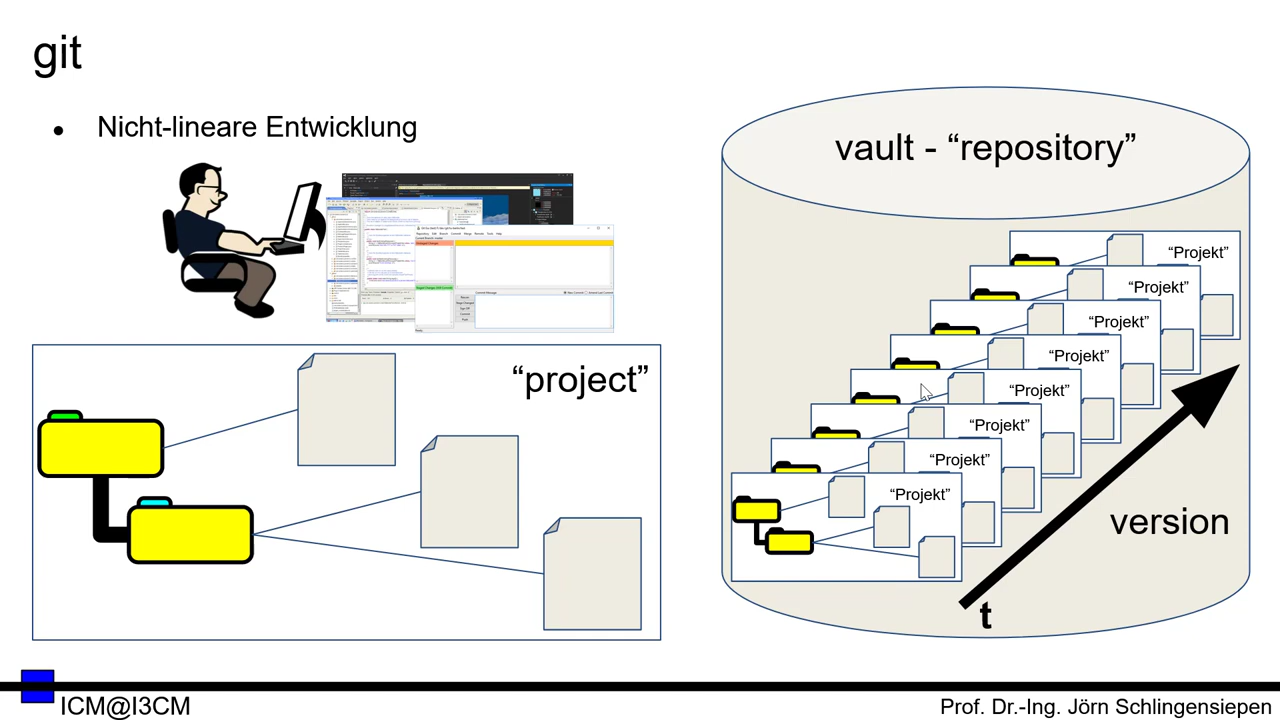 git
● Nicht-lineare Entwicklung
vault - “repository”
“project”
“Projekt”
“Projekt”
“Projekt”
“Projekt”
“Projekt”
“Projekt”
“Projekt”
“Projekt”
version
t
ICM@I3CM
Prof. Dr.-Ing. Jörn Schlingensiepen